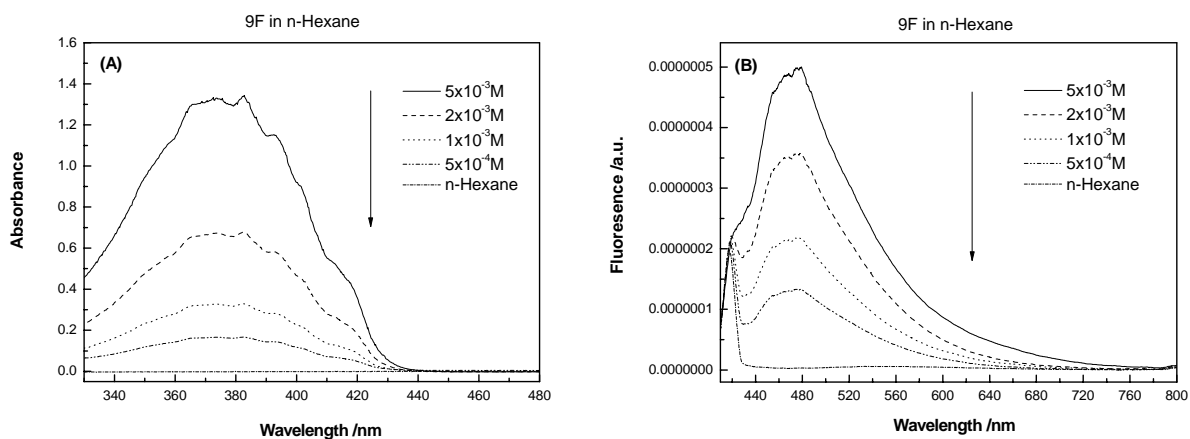 9F in n-Hexane
(A)
5x10⁻³M
2x10⁻³M
1x10⁻³M
5x10⁻⁴M
n-Hexane
Absorbance
1.6
1.4
1.2
1.0
0.8
0.6
0.4
0.2
0.0
340 360 380 400 420 440 460 480
Wavelength /nm
9F in n-Hexane
(B)
5x10⁻³M
2x10⁻³M
1x10⁻³M
5x10⁻⁴M
n-Hexane
Fluoresence /a.u.
0.0000005
0.0000004
0.0000003
0.0000002
0.0000001
0.0000000
440 480 520 560 600 640 680 720 760 800
Wavelength /nm